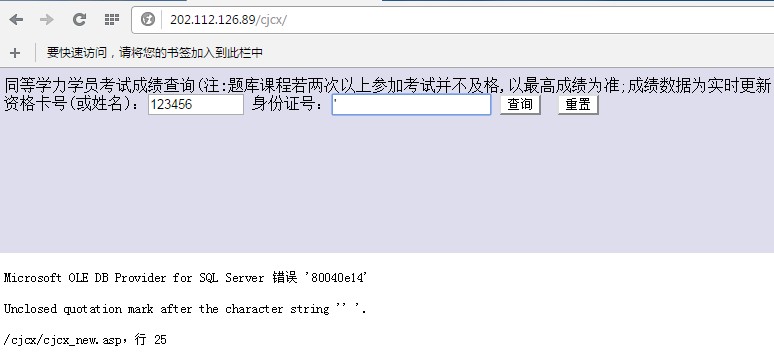 202.112.126.89/cjcx/
要快速访问，请将您的书签加入到此栏中
同等学力学员考试成绩查询(注:题库课程若两次以上参加考试并不及格,以最高成绩为准;成绩数据为实时更新
资格卡号(或姓名)： 123456 身份证号： ' 查询 重置
Microsoft OLE DB Provider for SQL Server 错误 '80040e14'
Unclosed quotation mark after the character string '' '.
/cjcx/cjcx_new.asp，行 25